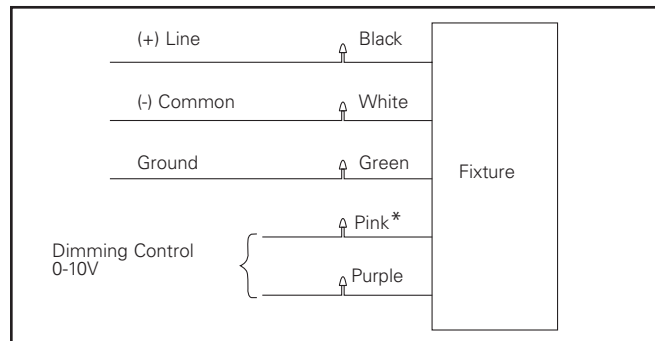 (+) Line Black
(-) Common White
Ground Green
Fixture
Pink*
Dimming Control
0-10V
Purple